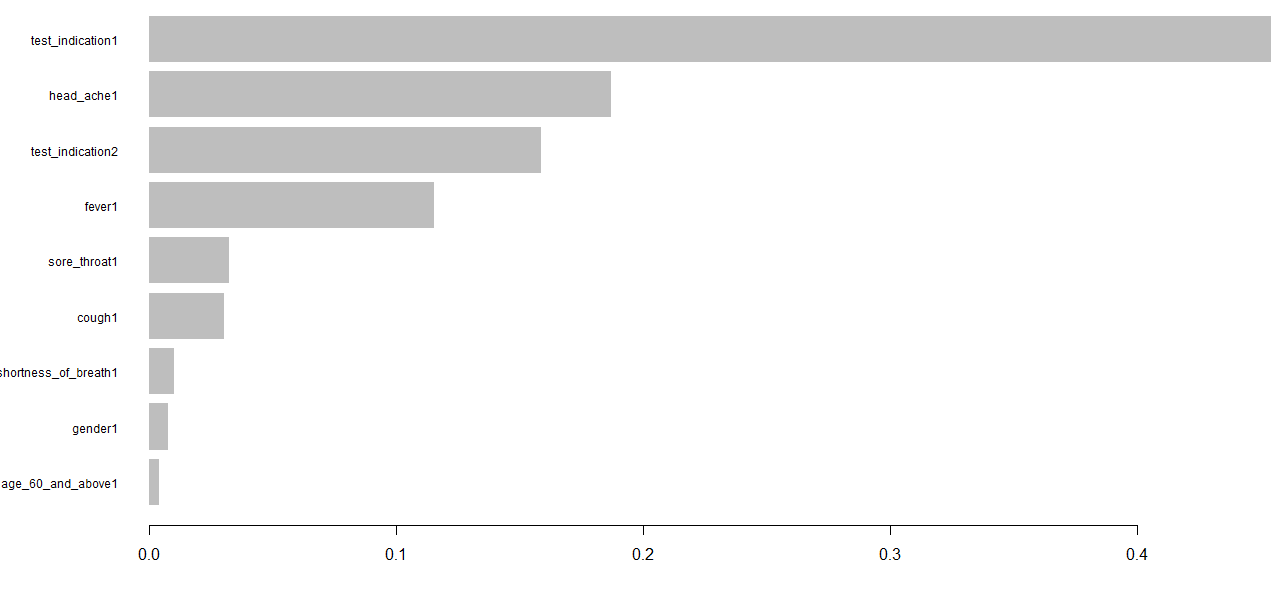 test_indication1
head_ache1
test_indication2
fever1
sore_throat1
cough1
shortness_of_breath1
gender1
age_60_and_above1
0.0 0.1 0.2 0.3 0.4